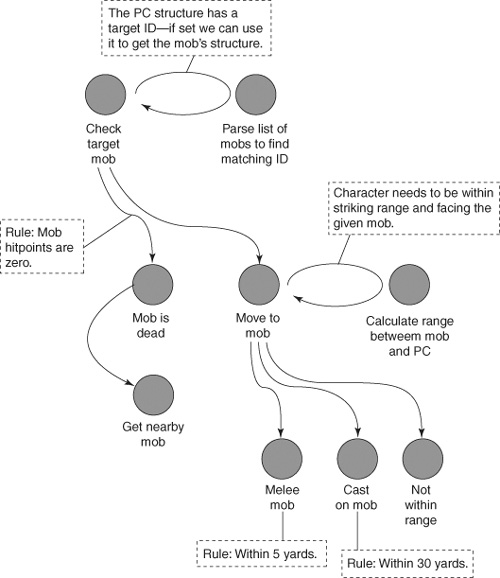 The PC structure has a
target ID—if set we can use
it to get the mob's structure.
Check
target
mob
Parse list of
mobs to find
matching ID
Character needs to be within
striking range and facing the
given mob.
Rule: Mob
hitpoints are
zero.
Mob is
dead
Move to
mob
Calculate range
betweem mob
and PC
Get nearby
mob
Melee
mob
Cast
on mob
Not
within
range
Rule: Within 5 yards.
Rule: Within 30 yards.